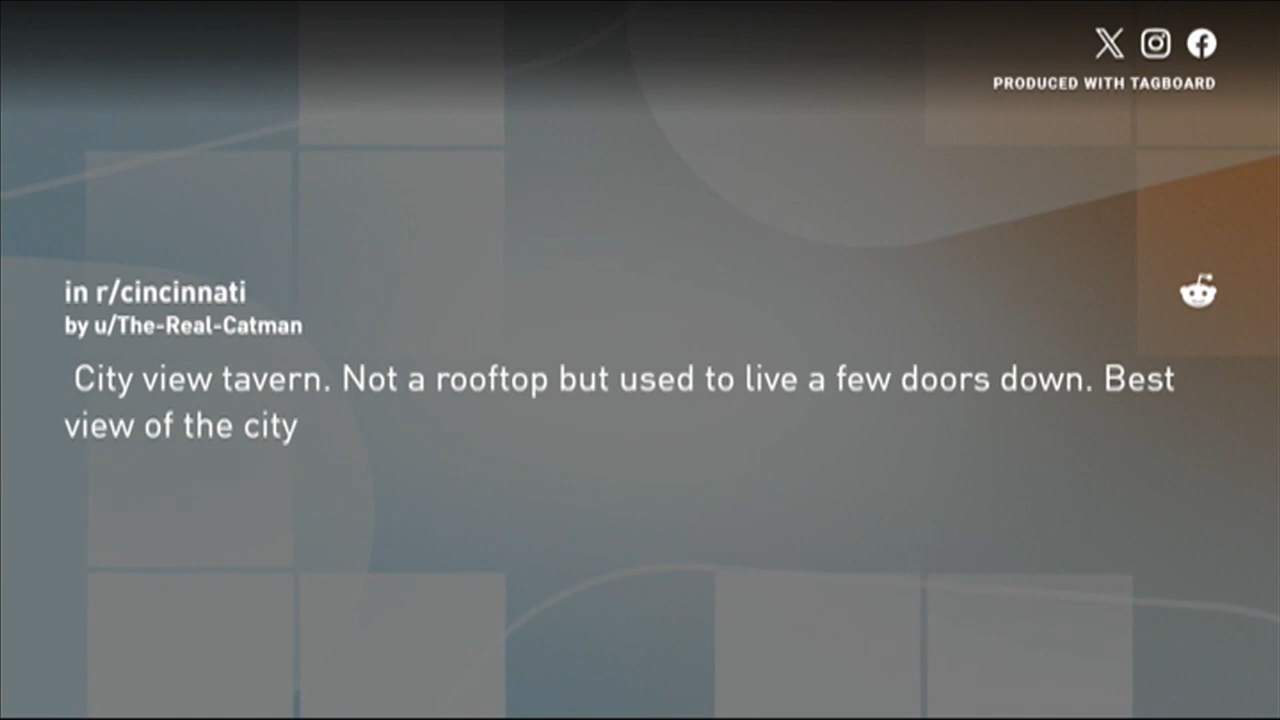 PRODUCED WITH TAGBOARD
in r/cincinnati
by u/The-Real-Catman
City view tavern. Not a rooftop but used to live a few doors down. Best
view of the city